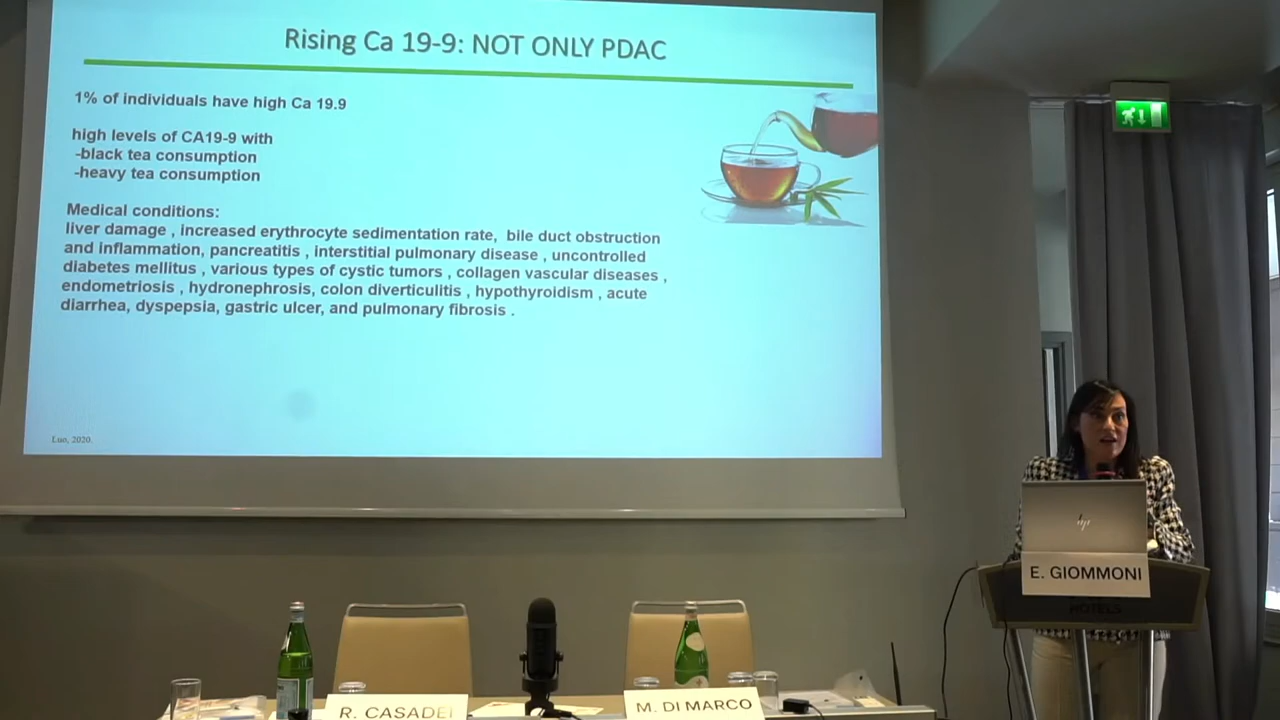 Rising Ca 19-9: NOT ONLY PDAC
1% of individuals have high Ca 19.9
high levels of CA19-9 with
-black tea consumption
-heavy tea consumption
Medical conditions:
liver damage , increased erythrocyte sedimentation rate, bile duct obstruction
and inflammation, pancreatitis , interstitial pulmonary disease , uncontrolled
diabetes mellitus , various types of cystic tumors , collagen vascular diseases ,
endometriosis , hydronephrosis, colon diverticulitis , hypothyroidism , acute
diarrhea, dyspepsia, gastric ulcer, and pulmonary fibrosis .
Luo, 2020.
hp
E. GIOMMONI
HOTELS
R. CASADEI
M. DI MARCO